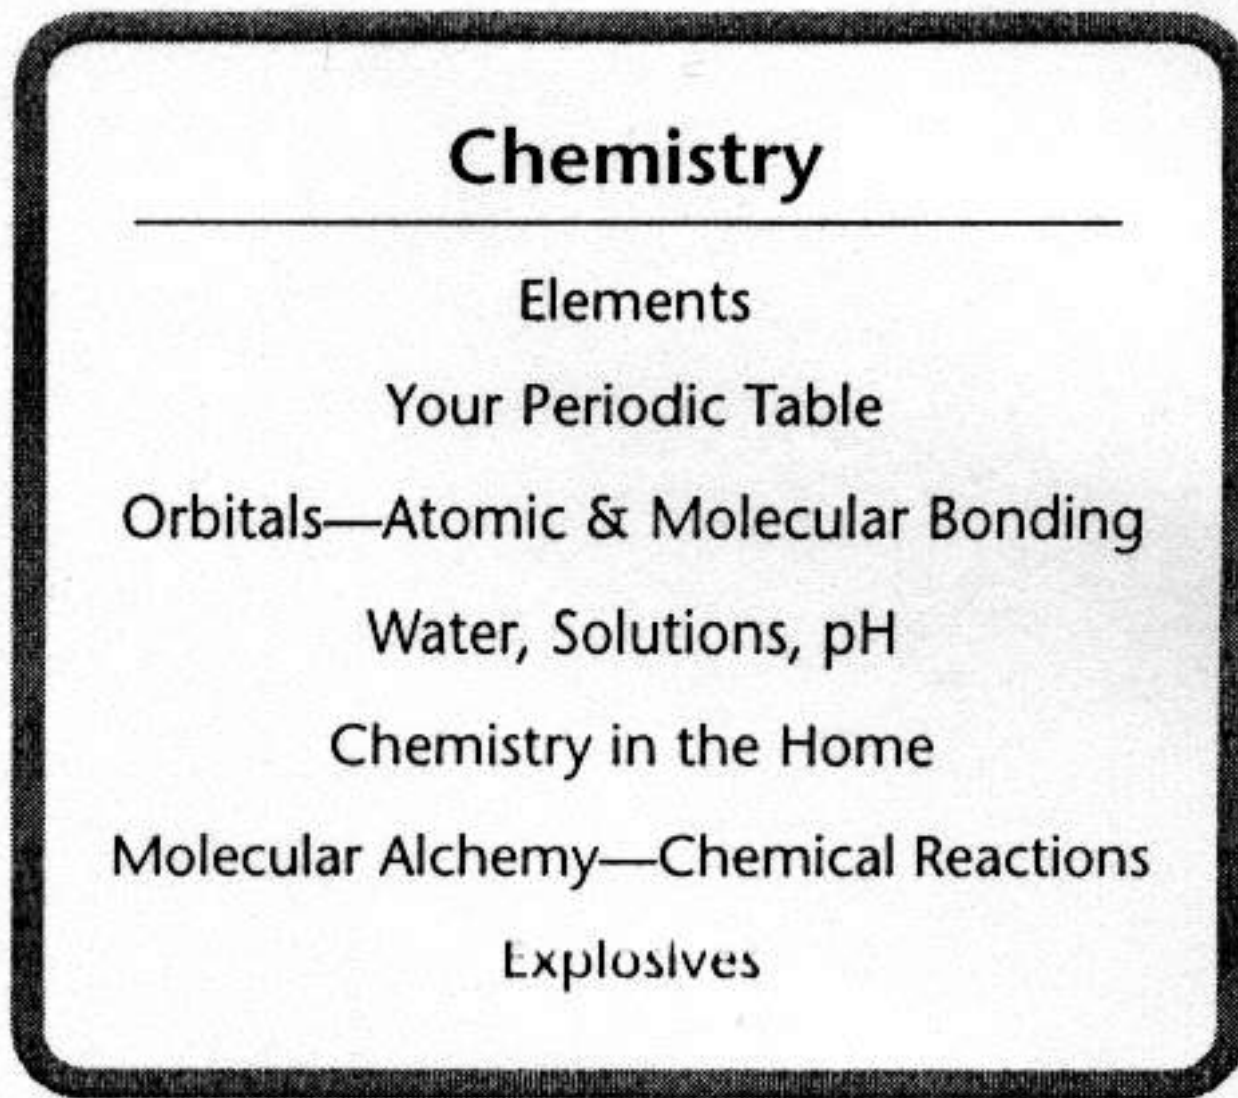 Chemistry
Elements
Your Periodic Table
Orbitals—Atomic & Molecular Bonding
Water, Solutions, pH
Chemistry in the Home
Molecular Alchemy—Chemical Reactions
Explosives